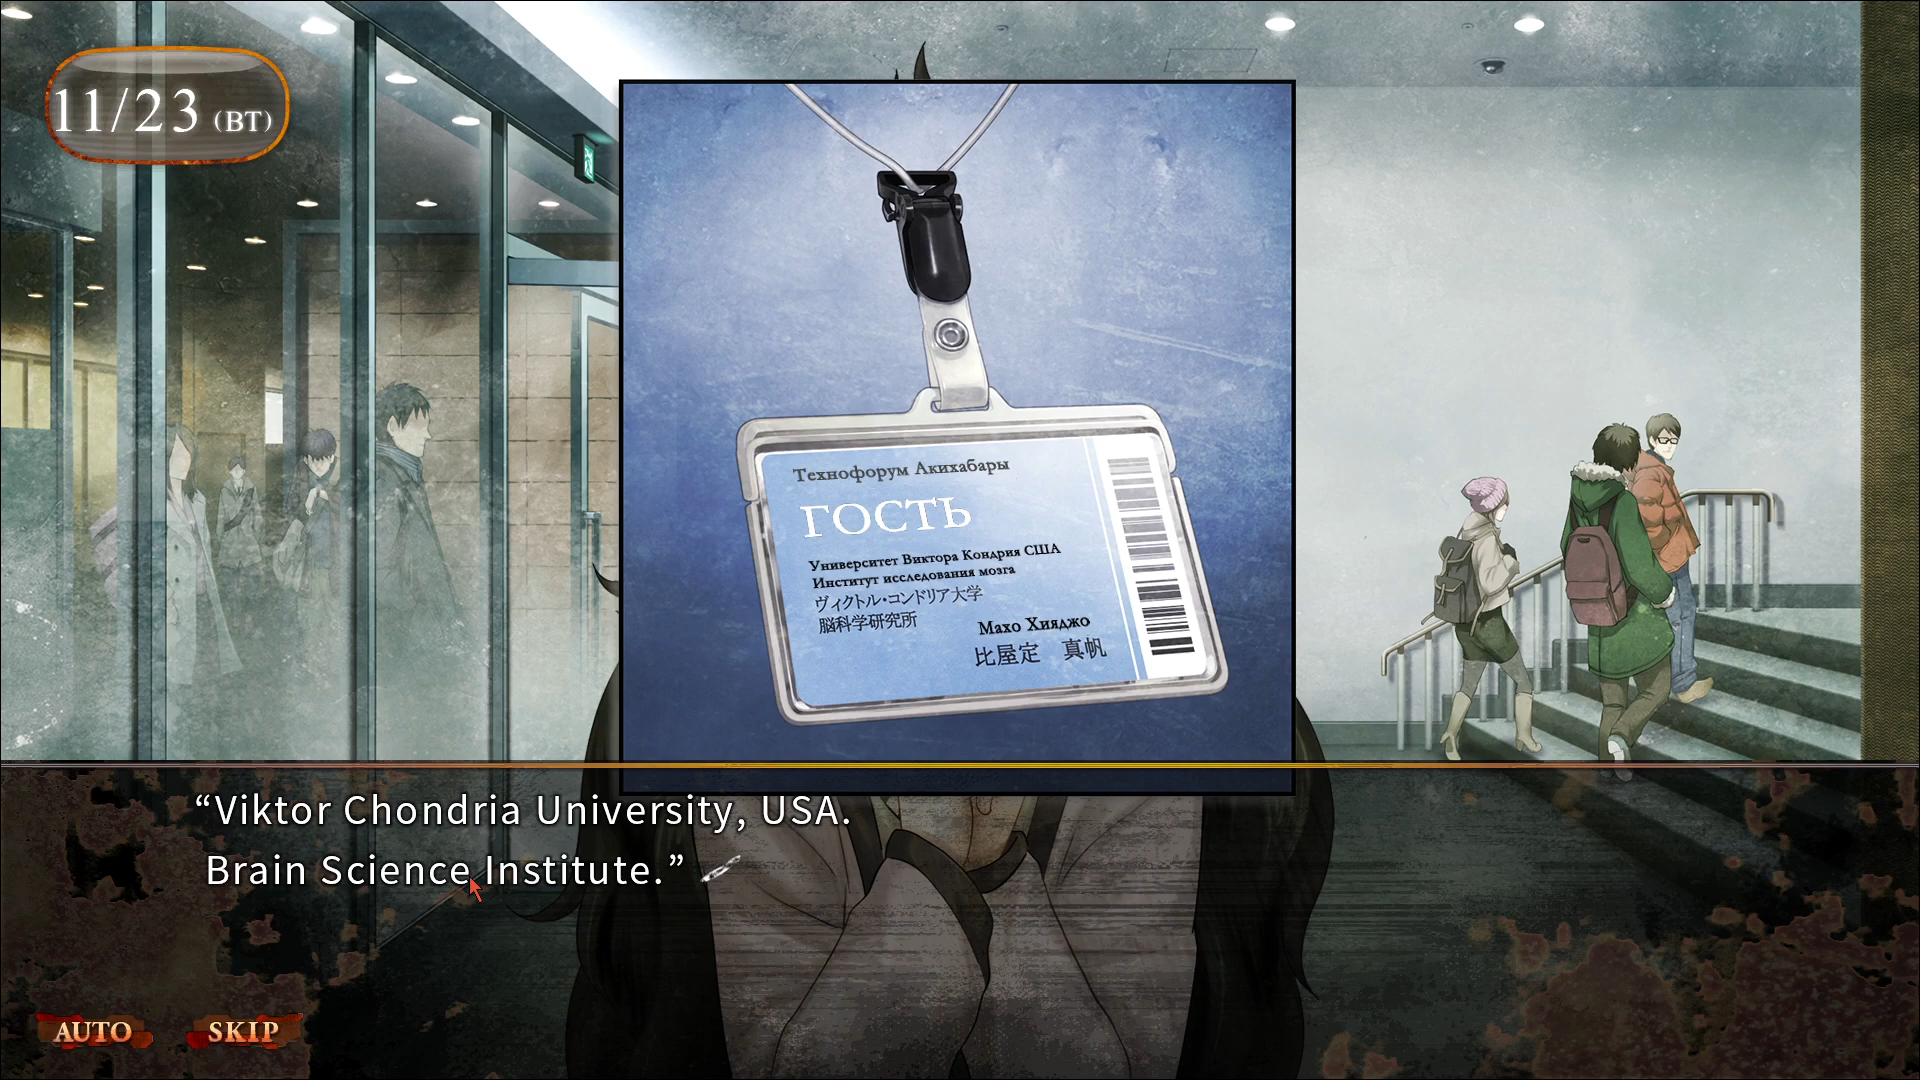 11/23 (ВТ)
Технофорум Акихабары
ГОСТЬ
Университет Виктора Кондрия США
Институт исследования мозга
ヴィクトル・コンドリア大学
脳科学研究所
Махо Хияджо
比屋定 真帆
“Viktor Chondria University, USA.
Brain Science Institute.”
AUTO SKIP